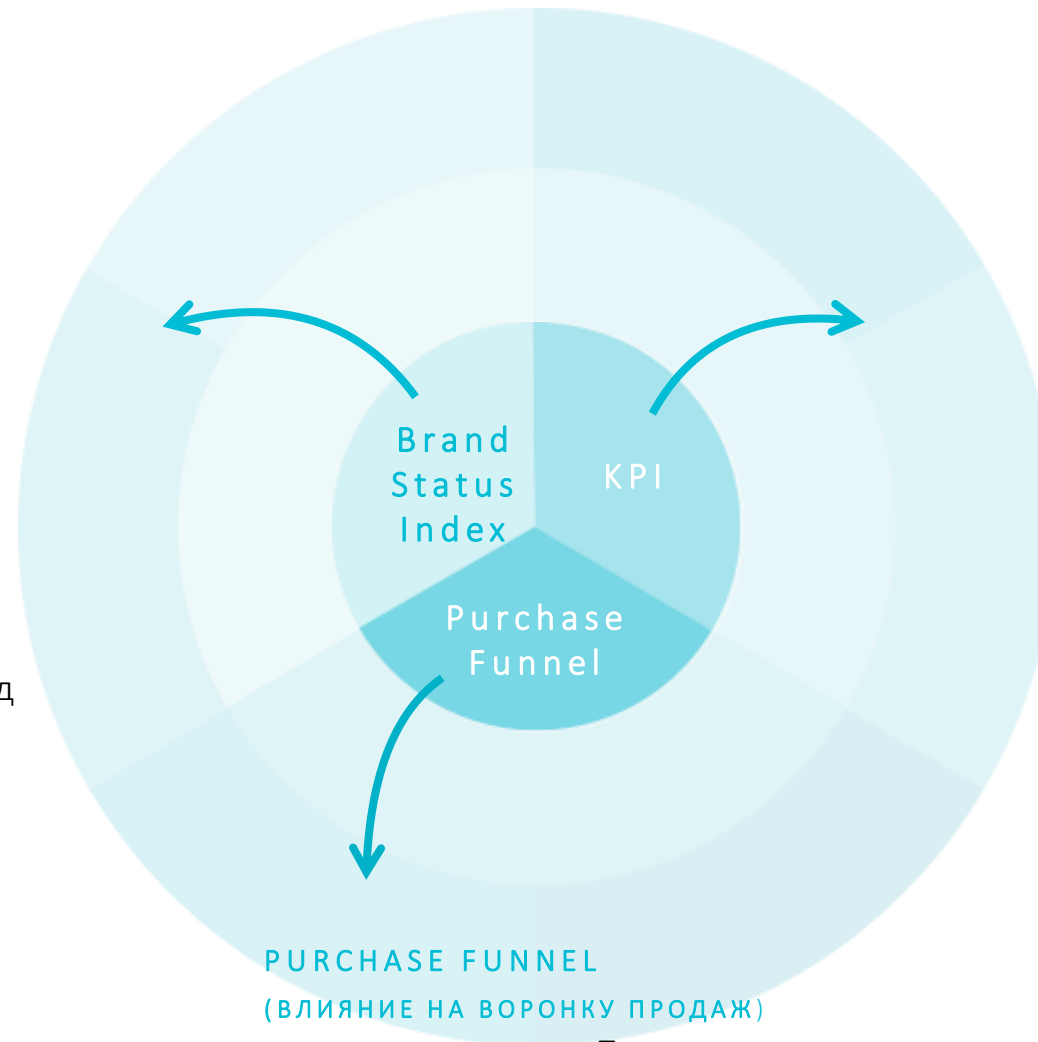 Brand
Status
Index
KPI
Purchase
Funnel
д
PURCHASE FUNNEL
(ВЛИЯНИЕ НА ВОРОНКУ ПРОДАЖ)